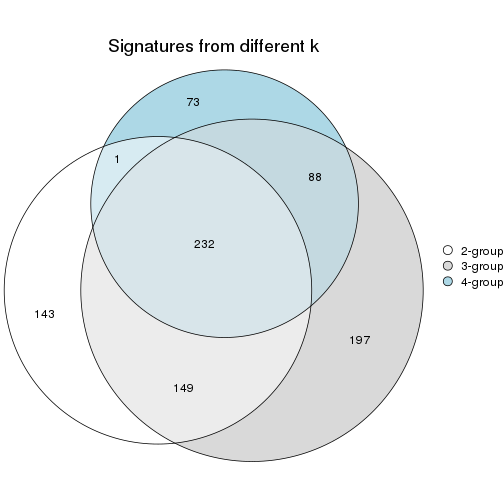 Signatures from different k
73
1
88
232
143
197
149
2-group
3-group
4-group